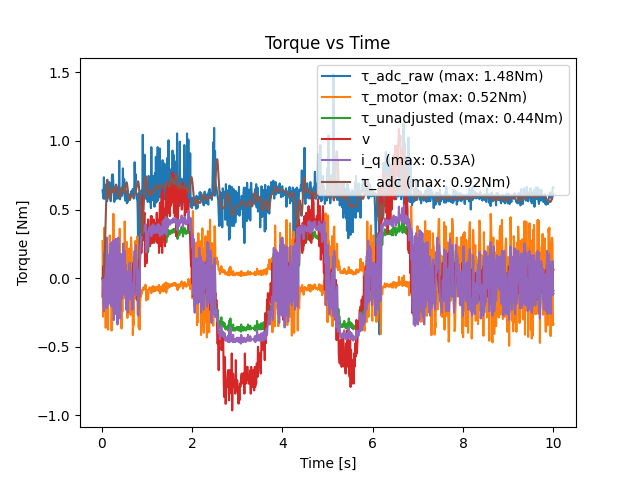 Torque vs Time
τ_adc_raw (max: 1.48Nm)
τ_motor (max: 0.52Nm)
τ_unadjusted (max: 0.44Nm)
v
i_q (max: 0.53A)
τ_adc (max: 0.92Nm)
Torque [Nm]
1.5
1.0
0.5
0.0
−0.5
−1.0
0 2 4 6 8 10
Time [s]